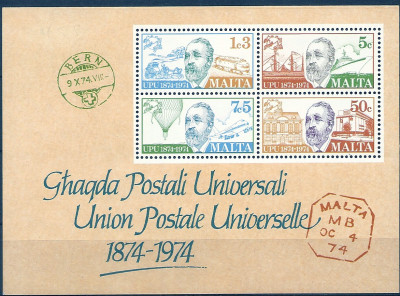 BERN
9 X 74.VIII-
1c3
UPU 1874-1974 MALTA
5c
UPU 1874-1974 MALTA
7c5
UPU 1874-1974 MALTA
50c
UPU 1874-1974 MALTA
Għaqda Postali Universali
Union Postale Universelle
1874-1974
MALTA
MB
OC 4
74